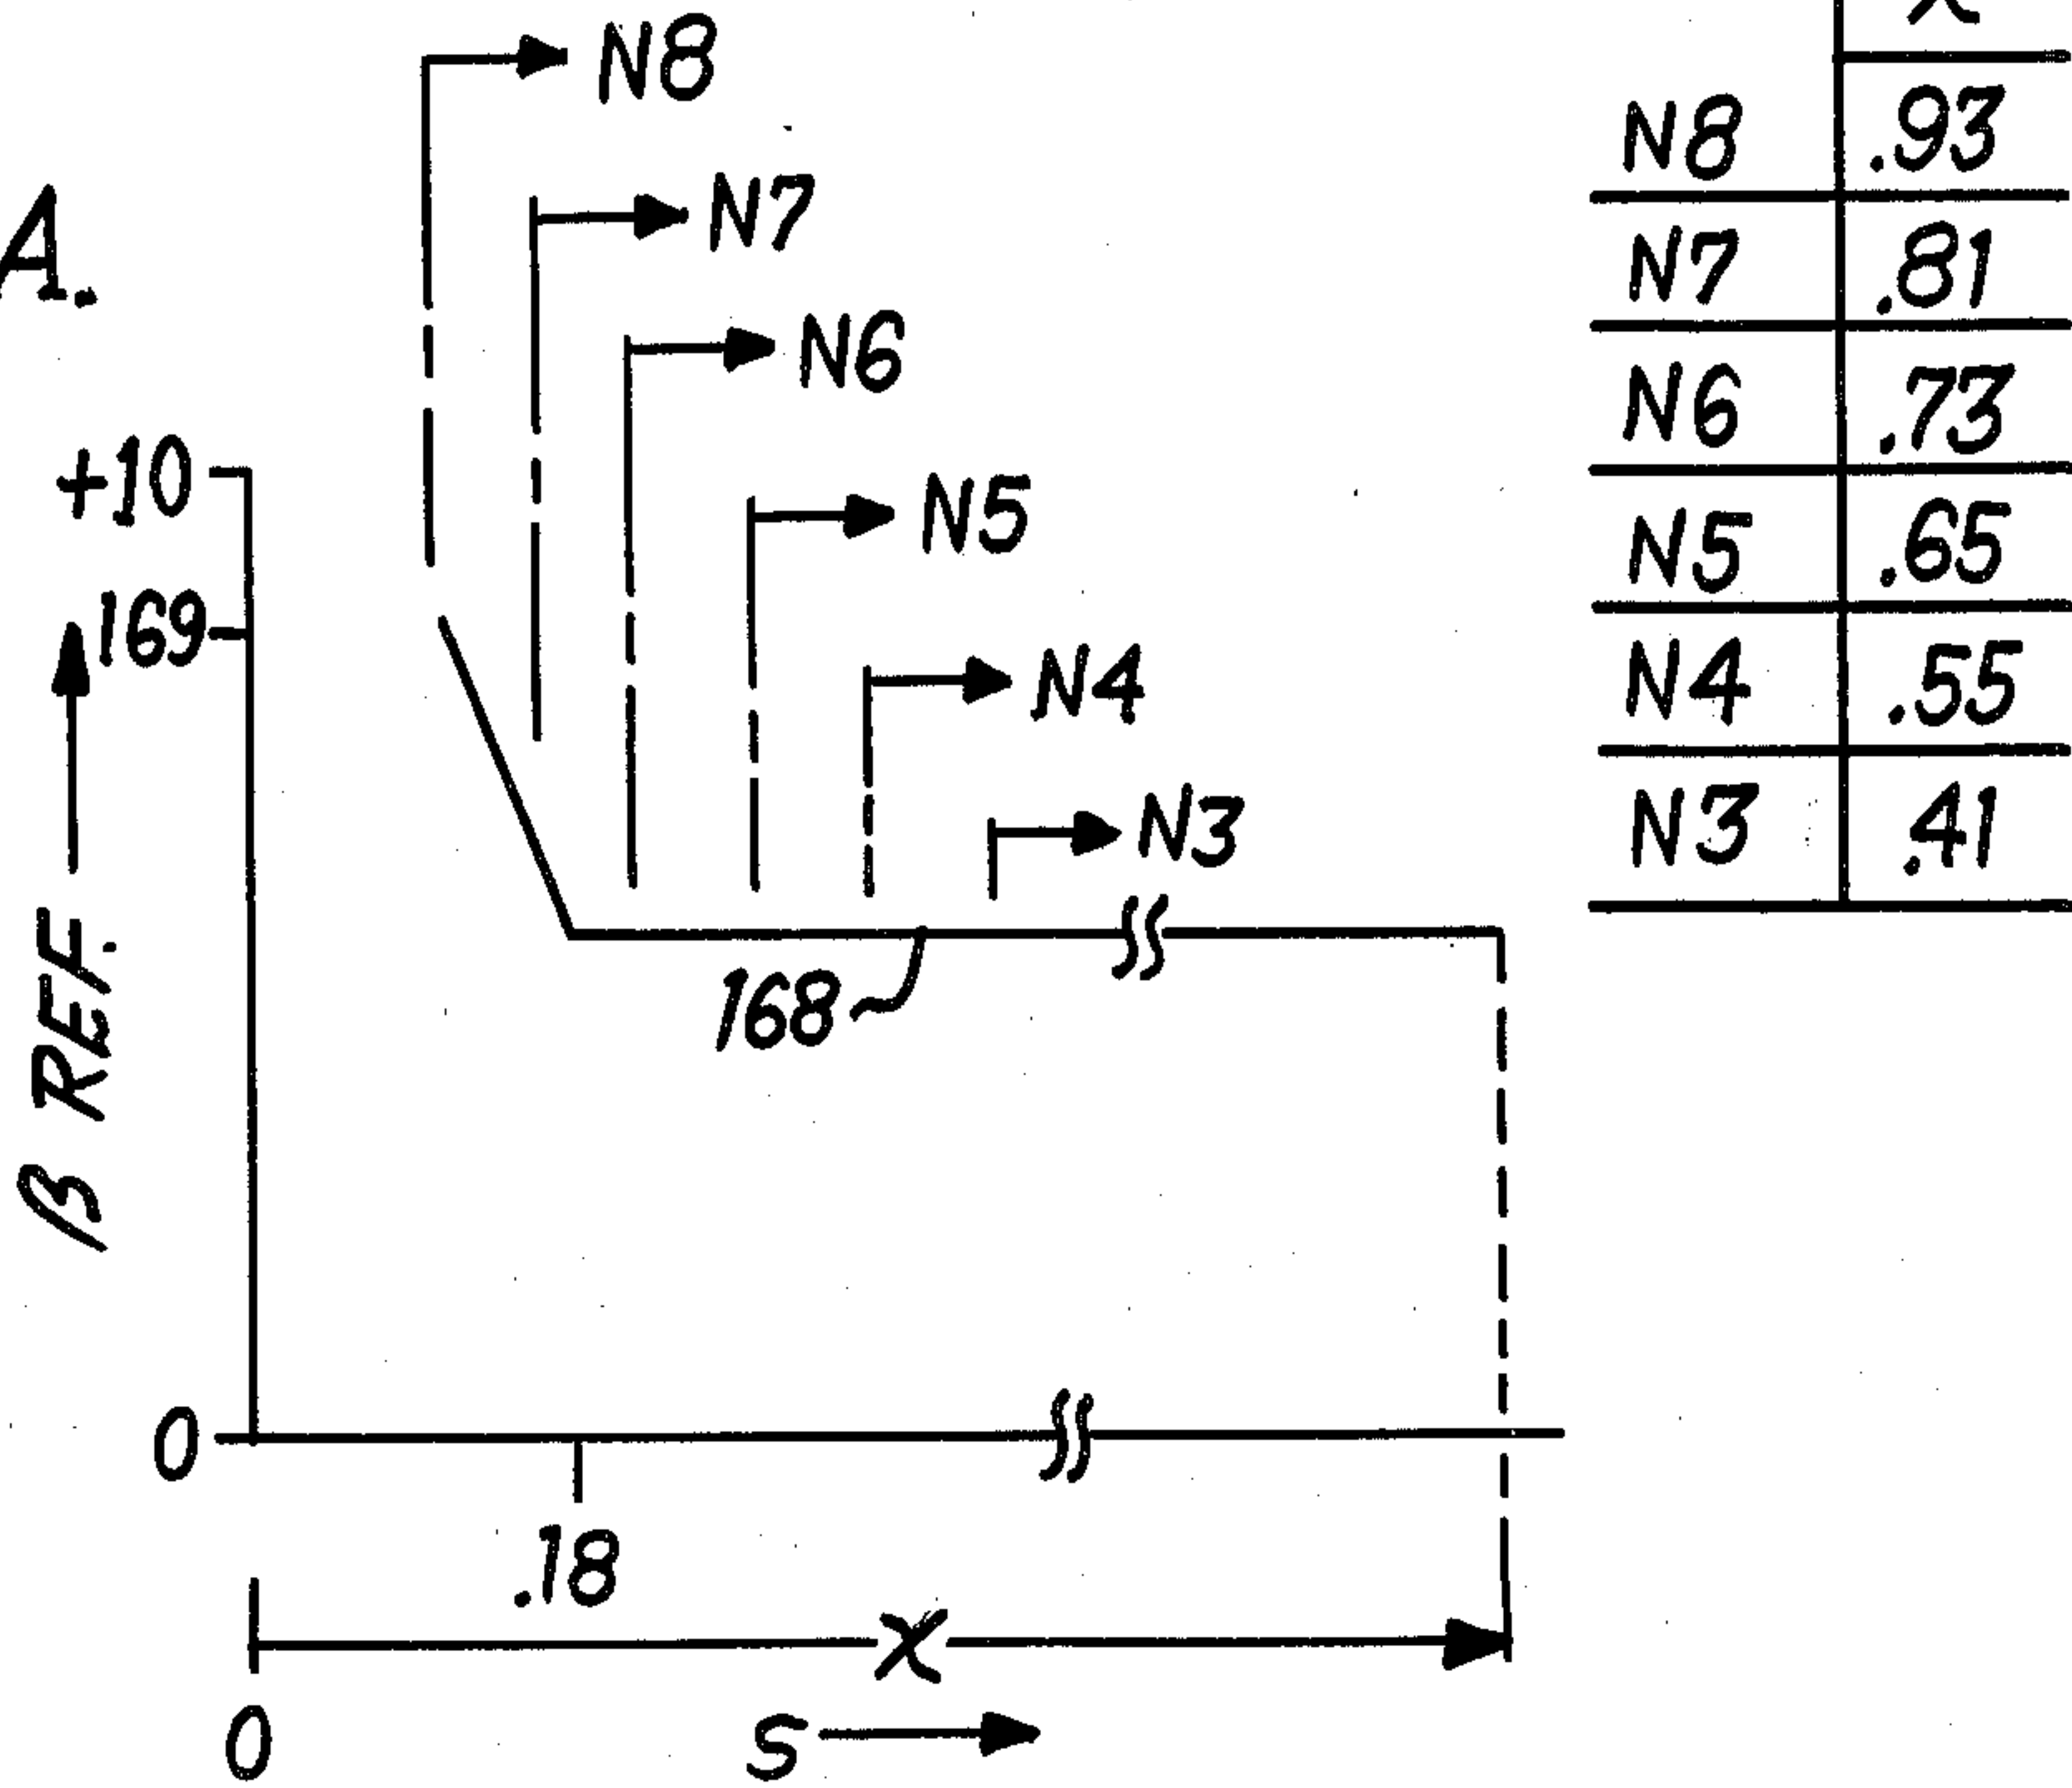 X
N8
N8 .93
N7
N7 .81
A.
N6
N6 .73
+10
N5
N5 .65
169
N4
N4 .55
N3
N3 .41
168
β REF.
0
.18
X
0
S